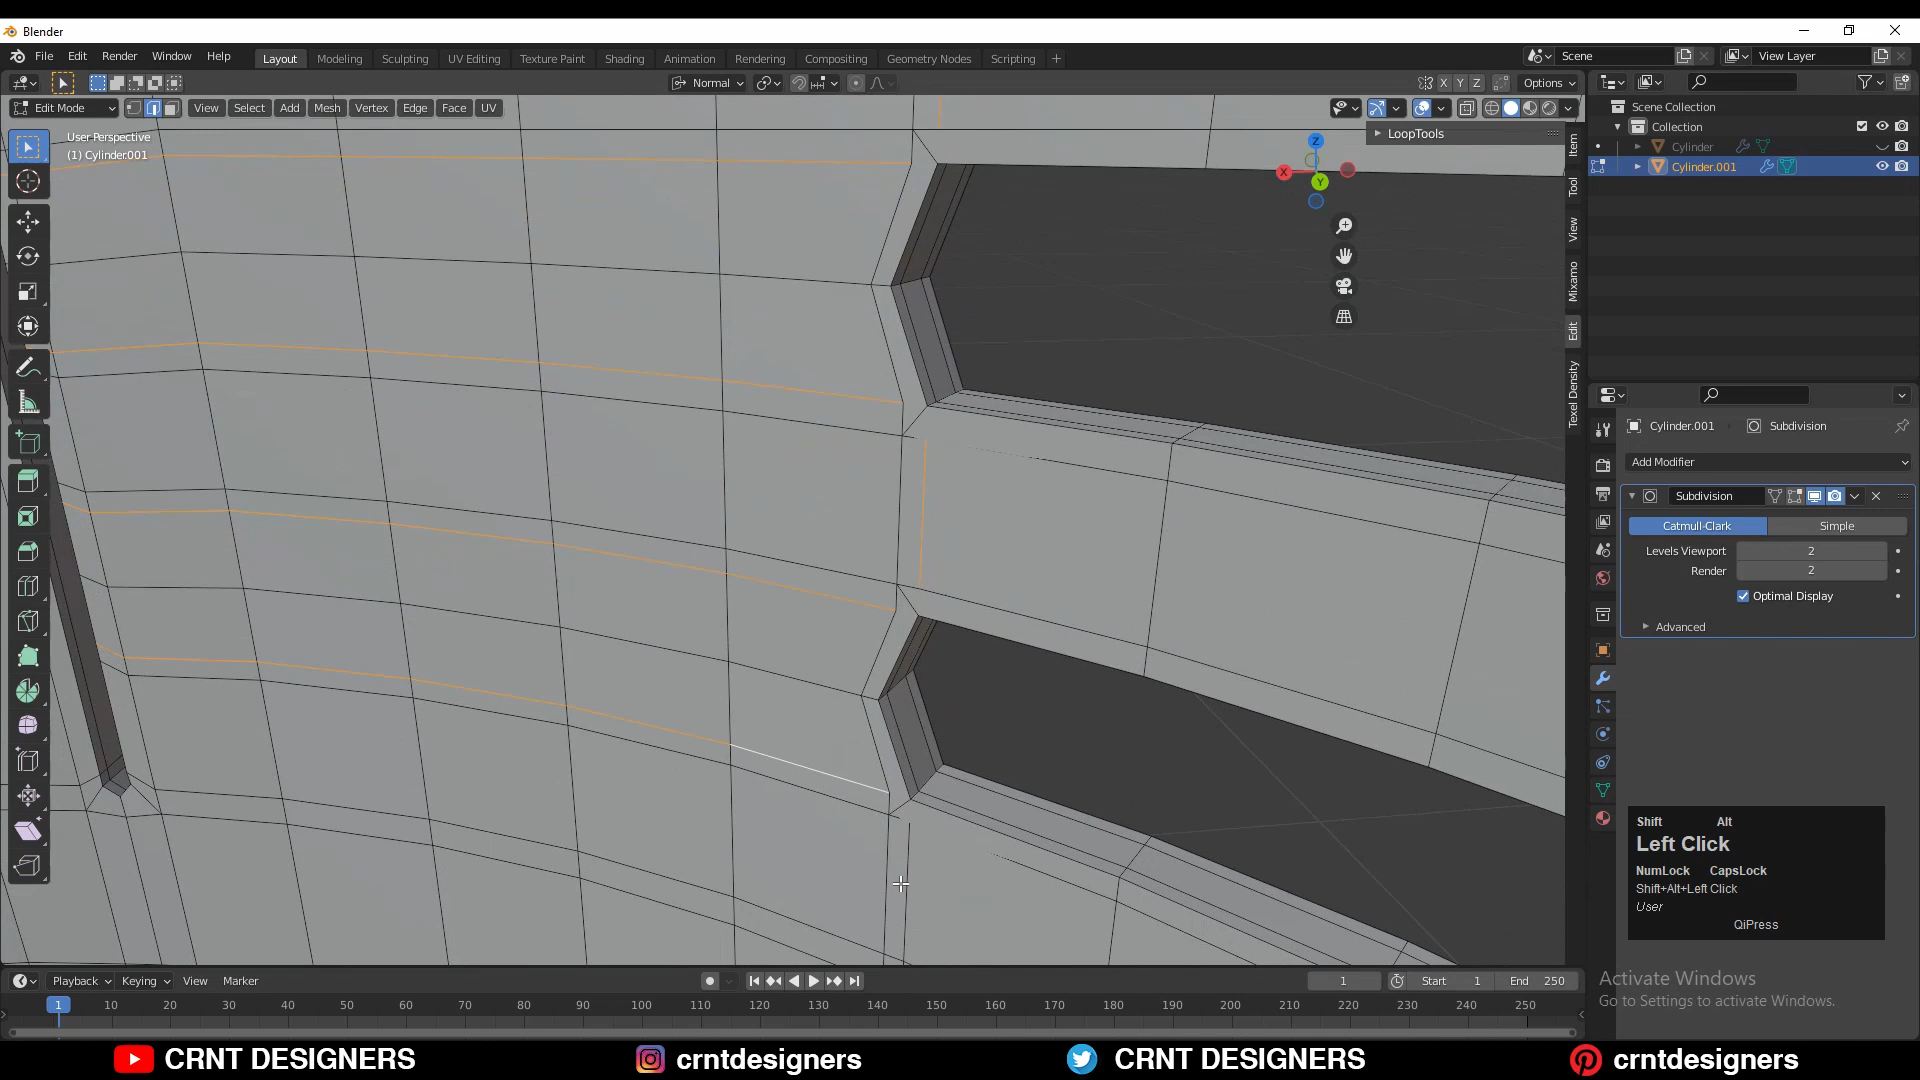 Blender
File Edit Render Window Help
Layout Modeling Sculpting UV Editing Texture Paint Shading Animation Rendering Compositing Geometry Nodes Scripting +
Scene
View Layer
Normal
X Y Z
Options
Edit Mode
View Select Add Mesh Vertex Edge Face UV
User Perspective
(1) Cylinder.001
LoopTools
Z
X
Y
Item
Tool
View
Mixamo
Edit
Texel Density
Scene Collection
Collection
Cylinder
Cylinder.001
Cylinder.001
Subdivision
Add Modifier
Subdivision
Catmull-Clark
Simple
Levels Viewport 2
Render 2
Optimal Display
Advanced
Shift Alt
Left Click
NumLock CapsLock
Shift+Alt+Left Click
User
QiPress
Activate Windows
Go to Settings to activate Windows.
Playback Keying View Marker
1
Start 1
End 250
1 10 20 30 40 50 60 70 80 90 100 110 120 130 140 150 160 170 180 190 200 210 220 230 240 250
CRNT DESIGNERS
crntdesigners
CRNT DESIGNERS
crntdesigners